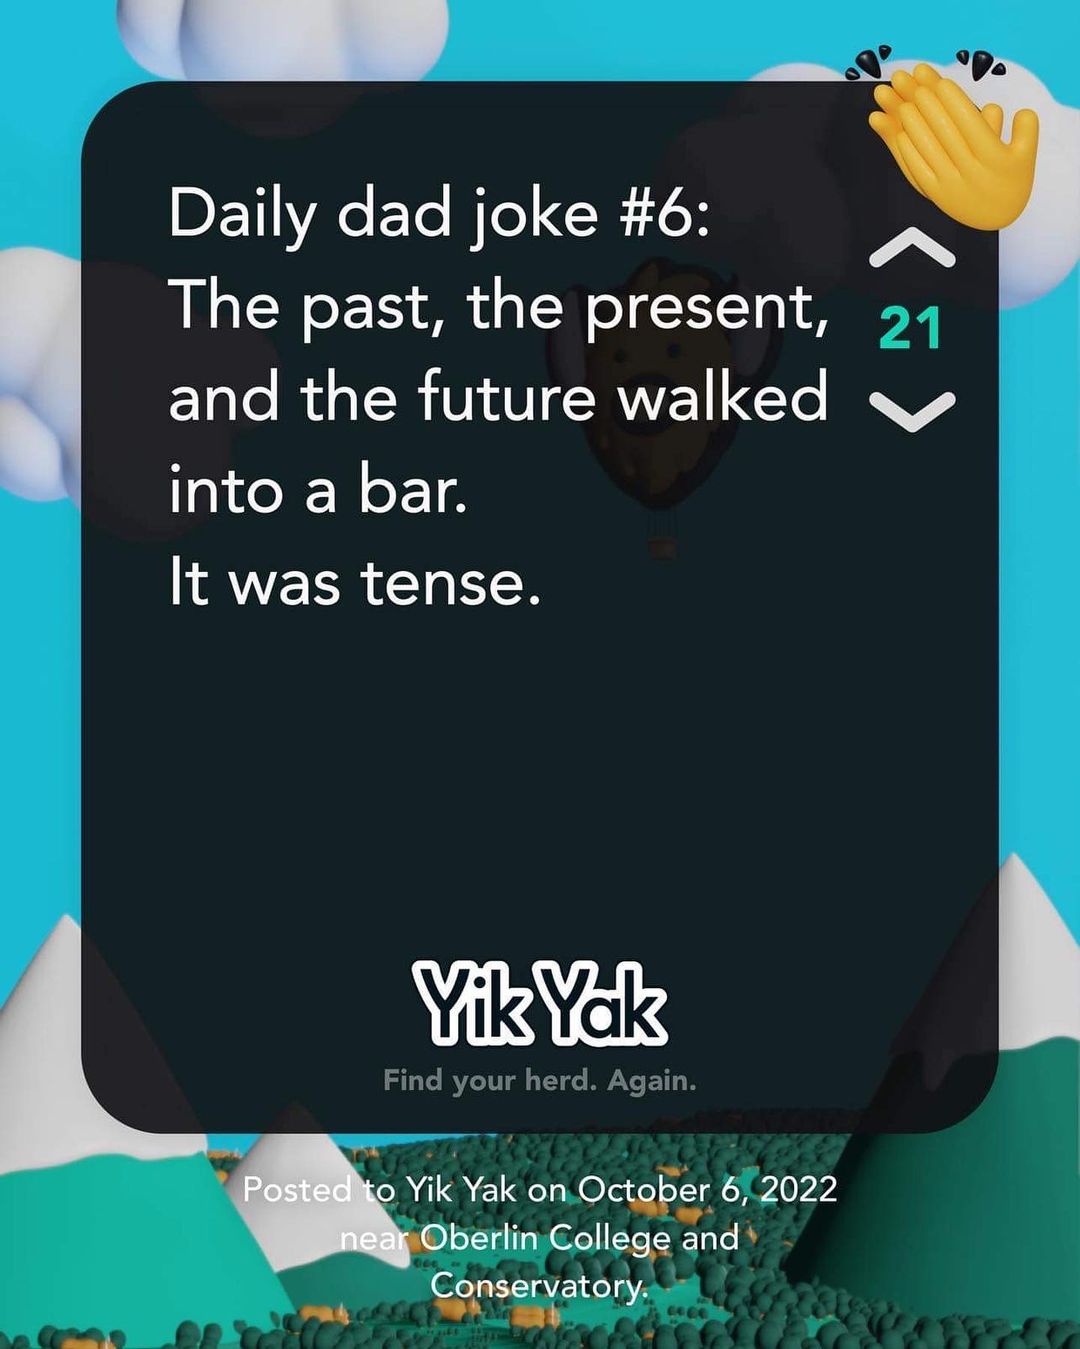 Daily dad joke #6:
The past, the present,
and the future walked
into a bar.
It was tense.
21
Yik Yak
Find your herd. Again.
Posted to Yik Yak on October 6, 2022
near Oberlin College and
Conservatory.